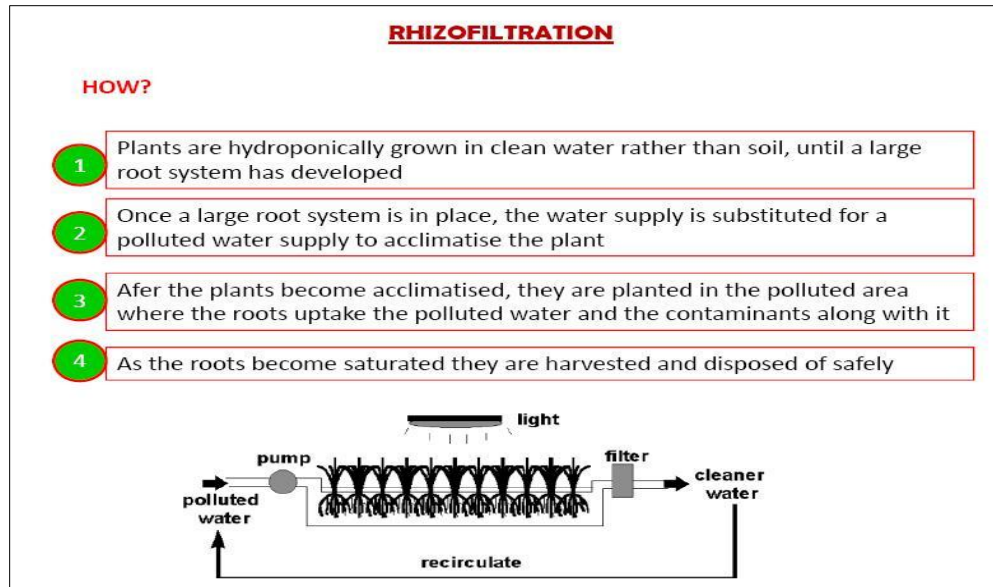 RHIZOFILTRATION
HOW?
1
Plants are hydroponically grown in clean water rather than soil, until a large
root system has developed
2
Once a large root system is in place, the water supply is substituted for a
polluted water supply to acclimatise the plant
3
Afer the plants become acclimatised, they are planted in the polluted area
where the roots uptake the polluted water and the contaminants along with it
4
As the roots become saturated they are harvested and disposed of safely
light
pump
filter
polluted
water
cleaner
water
recirculate